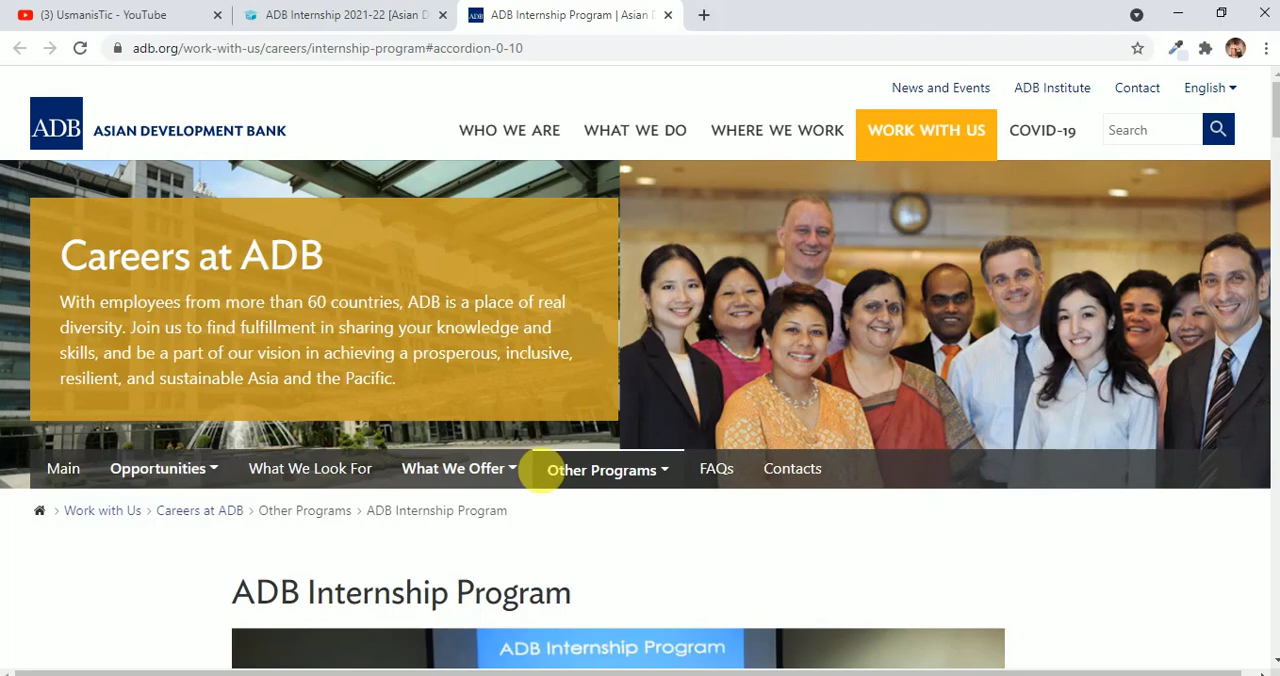 (3) UsmanisTic - YouTube
ADB Internship 2021-22 [Asian D
ADB Internship Program | Asian D
adb.org/work-with-us/careers/internship-program#accordion-0-10
News and Events ADB Institute Contact English
ADB ASIAN DEVELOPMENT BANK
WHO WE ARE WHAT WE DO WHERE WE WORK WORK WITH US COVID-19 Search
Careers at ADB
With employees from more than 60 countries, ADB is a place of real
diversity. Join us to find fulfillment in sharing your knowledge and
skills, and be a part of our vision in achieving a prosperous, inclusive,
resilient, and sustainable Asia and the Pacific.
Main Opportunities What We Look For What We Offer Other Programs FAQs Contacts
> Work with Us > Careers at ADB > Other Programs > ADB Internship Program
ADB Internship Program
ADB Internship Program